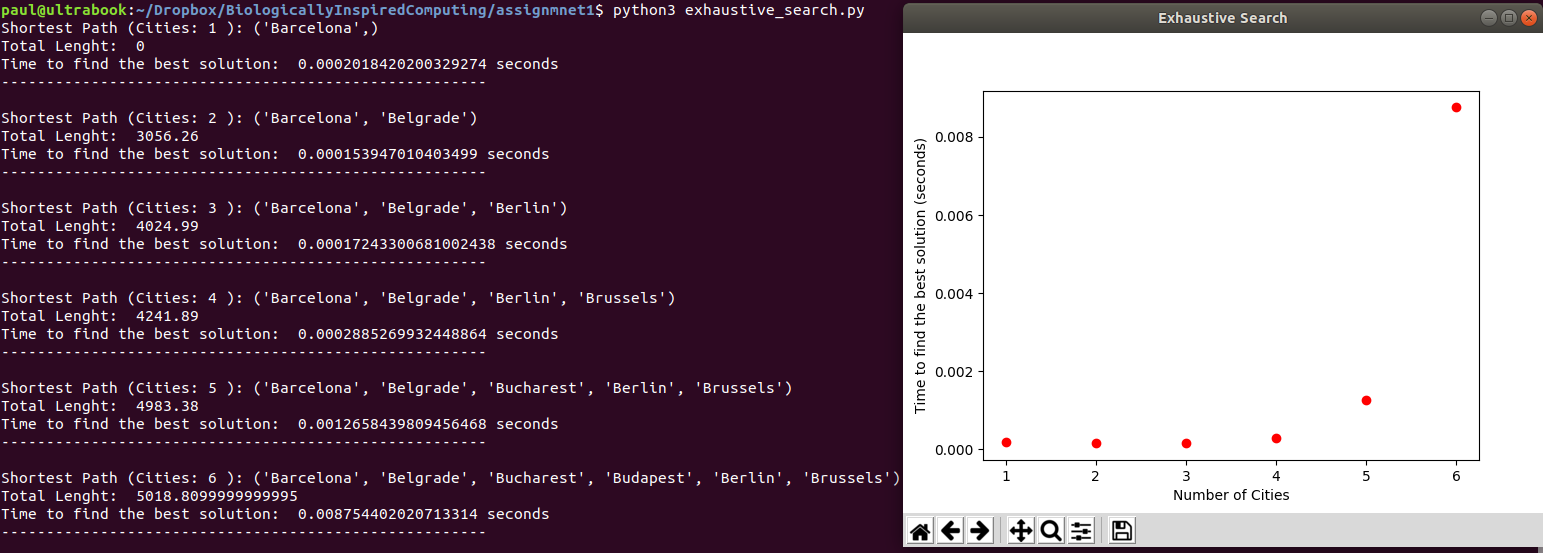 paul@ultrabook:~/Dropbox/BiologicallyInspiredComputing/assignmnet1$ python3 exhaustive_search.py
Shortest Path (Cities: 1 ): ('Barcelona',)
Total Lenght:  0
Time to find the best solution:  0.0002018420200329274 seconds
------------------------------------------------------
Shortest Path (Cities: 2 ): ('Barcelona', 'Belgrade')
Total Lenght:  3056.26
Time to find the best solution:  0.000153947010403499 seconds
------------------------------------------------------
Shortest Path (Cities: 3 ): ('Barcelona', 'Belgrade', 'Berlin')
Total Lenght:  4024.99
Time to find the best solution:  0.00017243300681002438 seconds
------------------------------------------------------
Shortest Path (Cities: 4 ): ('Barcelona', 'Belgrade', 'Berlin', 'Brussels')
Total Lenght:  4241.89
Time to find the best solution:  0.0002885269932448864 seconds
------------------------------------------------------
Shortest Path (Cities: 5 ): ('Barcelona', 'Belgrade', 'Bucharest', 'Berlin', 'Brussels')
Total Lenght:  4983.38
Time to find the best solution:  0.0012658439809456468 seconds
------------------------------------------------------
Shortest Path (Cities: 6 ): ('Barcelona', 'Belgrade', 'Bucharest', 'Budapest', 'Berlin', 'Brussels')
Total Lenght:  5018.8099999999995
Time to find the best solution:  0.008754402020713314 seconds
------------------------------------------------------
Exhaustive Search
Time to find the best solution (seconds)
0.008
0.006
0.004
0.002
0.000
1 2 3 4 5 6
Number of Cities